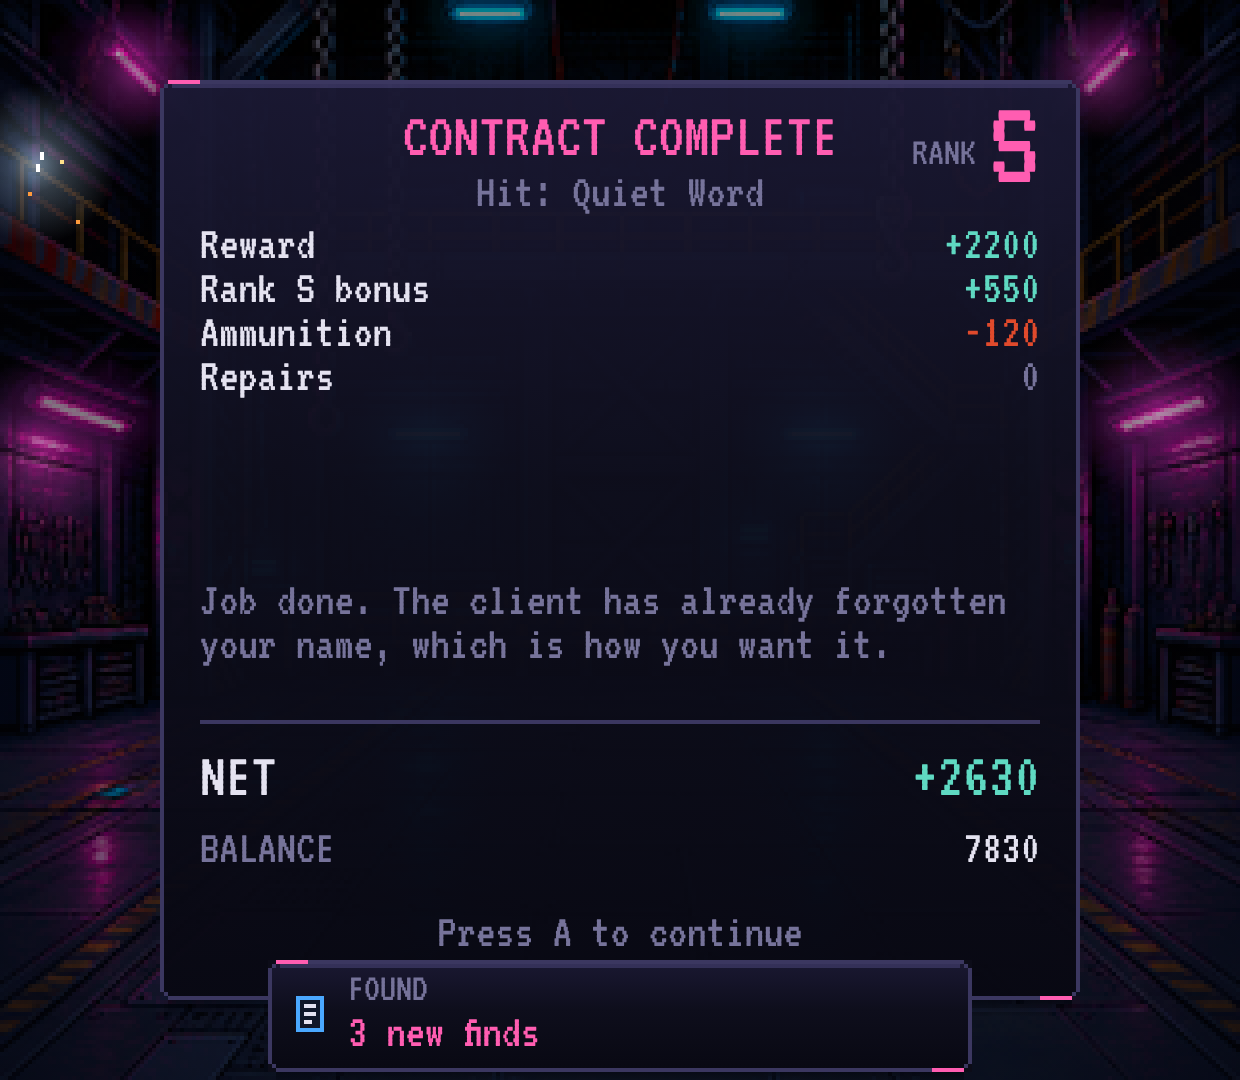 CONTRACT COMPLETE
RANK S
Hit: Quiet Word
Reward +2200
Rank S bonus +550
Ammunition -120
Repairs 0
Job done. The client has already forgotten
your name, which is how you want it.
NET +2630
BALANCE 7830
Press A to continue
FOUND
3 new finds